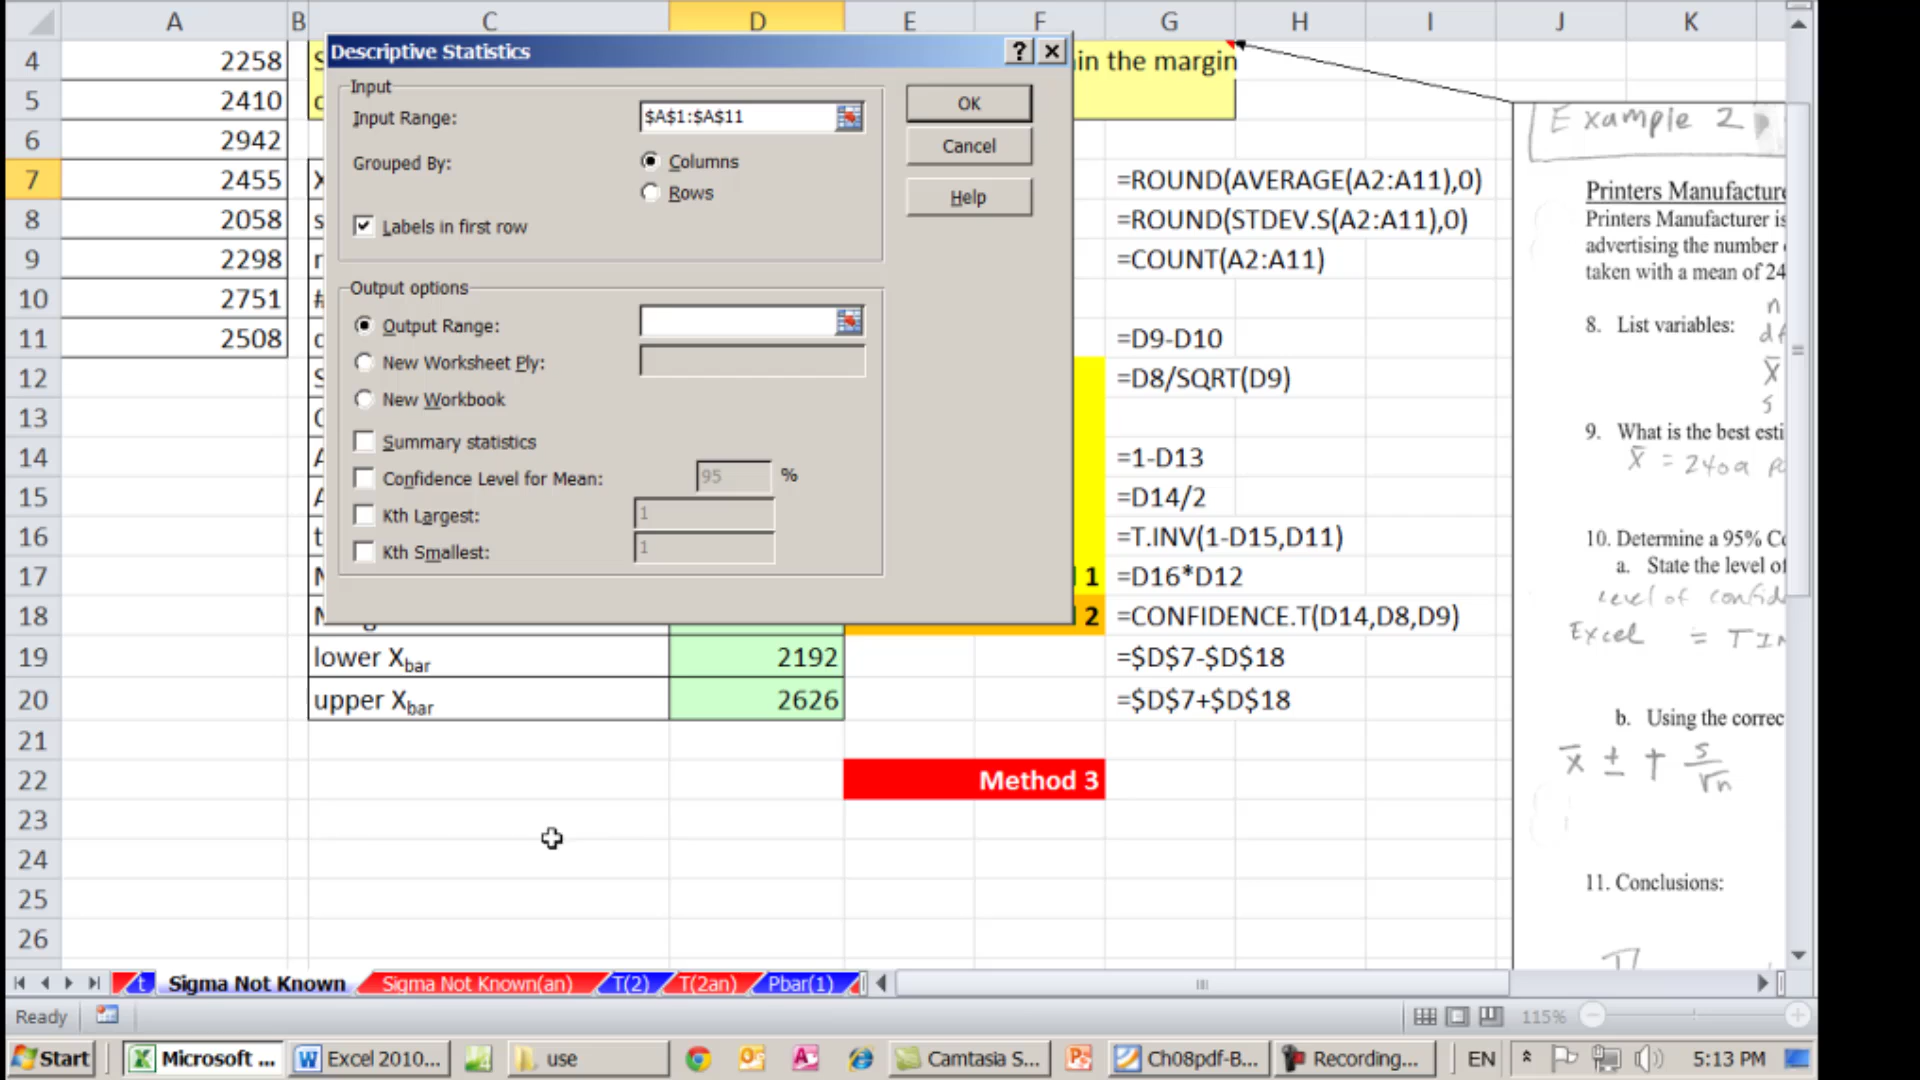 A B C D E F G H I J K
4 2258 S in the margin
5 2410
6 2942
7 2455 X =ROUND(AVERAGE(A2:A11),0)
8 2058 s =ROUND(STDEV.S(A2:A11),0)
9 2298 n =COUNT(A2:A11)
10 2751 #
11 2508 =D9-D10
12 S =D8/SQRT(D9)
13
14 A =1-D13
15 A =D14/2
16 t =T.INV(1-D15,D11)
17 1 =D16*D12
18 2 =CONFIDENCE.T(D14,D8,D9)
19 lower Xbar 2192 =$D$7-$D$18
20 upper Xbar 2626 =$D$7+$D$18
21
22 Method 3
23
24
25
26
Descriptive Statistics
Input
Input Range: $A$1:$A$11
Grouped By: Columns
Rows
Labels in first row
OK
Cancel
Help
Output options
Output Range:
New Worksheet Ply:
New Workbook
Summary statistics
Confidence Level for Mean: 95 %
Kth Largest: 1
Kth Smallest: 1
Example 2
Printers Manufacture
Printers Manufacturer is
advertising the number
taken with a mean of 24
n
8. List variables: df
x̄
s
9. What is the best esti
x̄ = 2409
10. Determine a 95% Co
a. State the level of
level of confid
Excel = TIN
b. Using the correc
x̄ ± t s/√n
11. Conclusions:
t Sigma Not Known Sigma Not Known(an) T(2) T(2an) Pbar(1)
Ready 115%
Start Microsoft ... Excel 2010... use Camtasia S... Ch08pdf-B... Recording... EN 5:13 PM